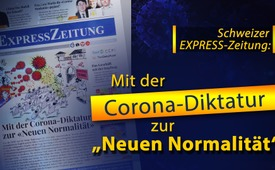 Schweizer
EXPRESS-Zeitung:
EXPRESSZEITUNG
Mit der Corona-Diktatur
zur «Neuen Normalität»
Mit der
Corona-Diktatur
zur
„Neuen Normalität“